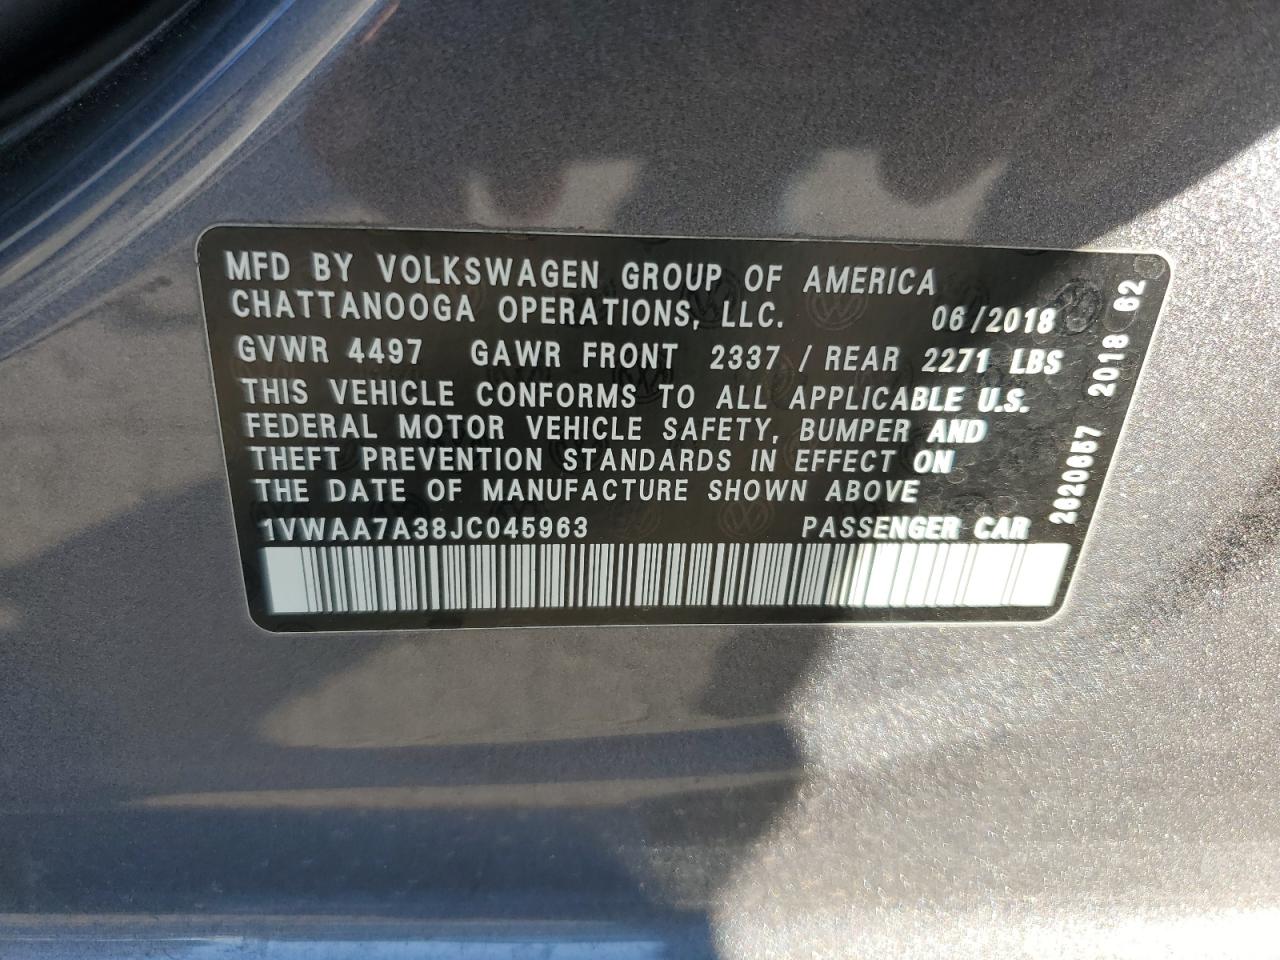 MFD BY VOLKSWAGEN GROUP OF AMERICA
CHATTANOOGA OPERATIONS, LLC. 06/2018
GVWR 4497 GAWR FRONT 2337 / REAR 2271 LBS
THIS VEHICLE CONFORMS TO ALL APPLICABLE U.S.
FEDERAL MOTOR VEHICLE SAFETY, BUMPER AND
THEFT PREVENTION STANDARDS IN EFFECT ON
THE DATE OF MANUFACTURE SHOWN ABOVE
1VWAA7A38JC045963 PASSENGER CAR
2620657 2018 62